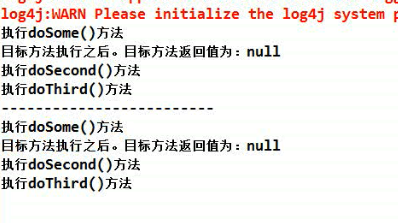 log4j:WARN Please initialize the log4j system p
执行doSome()方法
目标方法执行之后。目标方法返回值为：null
执行doSecond()方法
执行doThird()方法
-------------------------
执行doSome()方法
目标方法执行之后。目标方法返回值为：null
执行doSecond()方法
执行doThird()方法